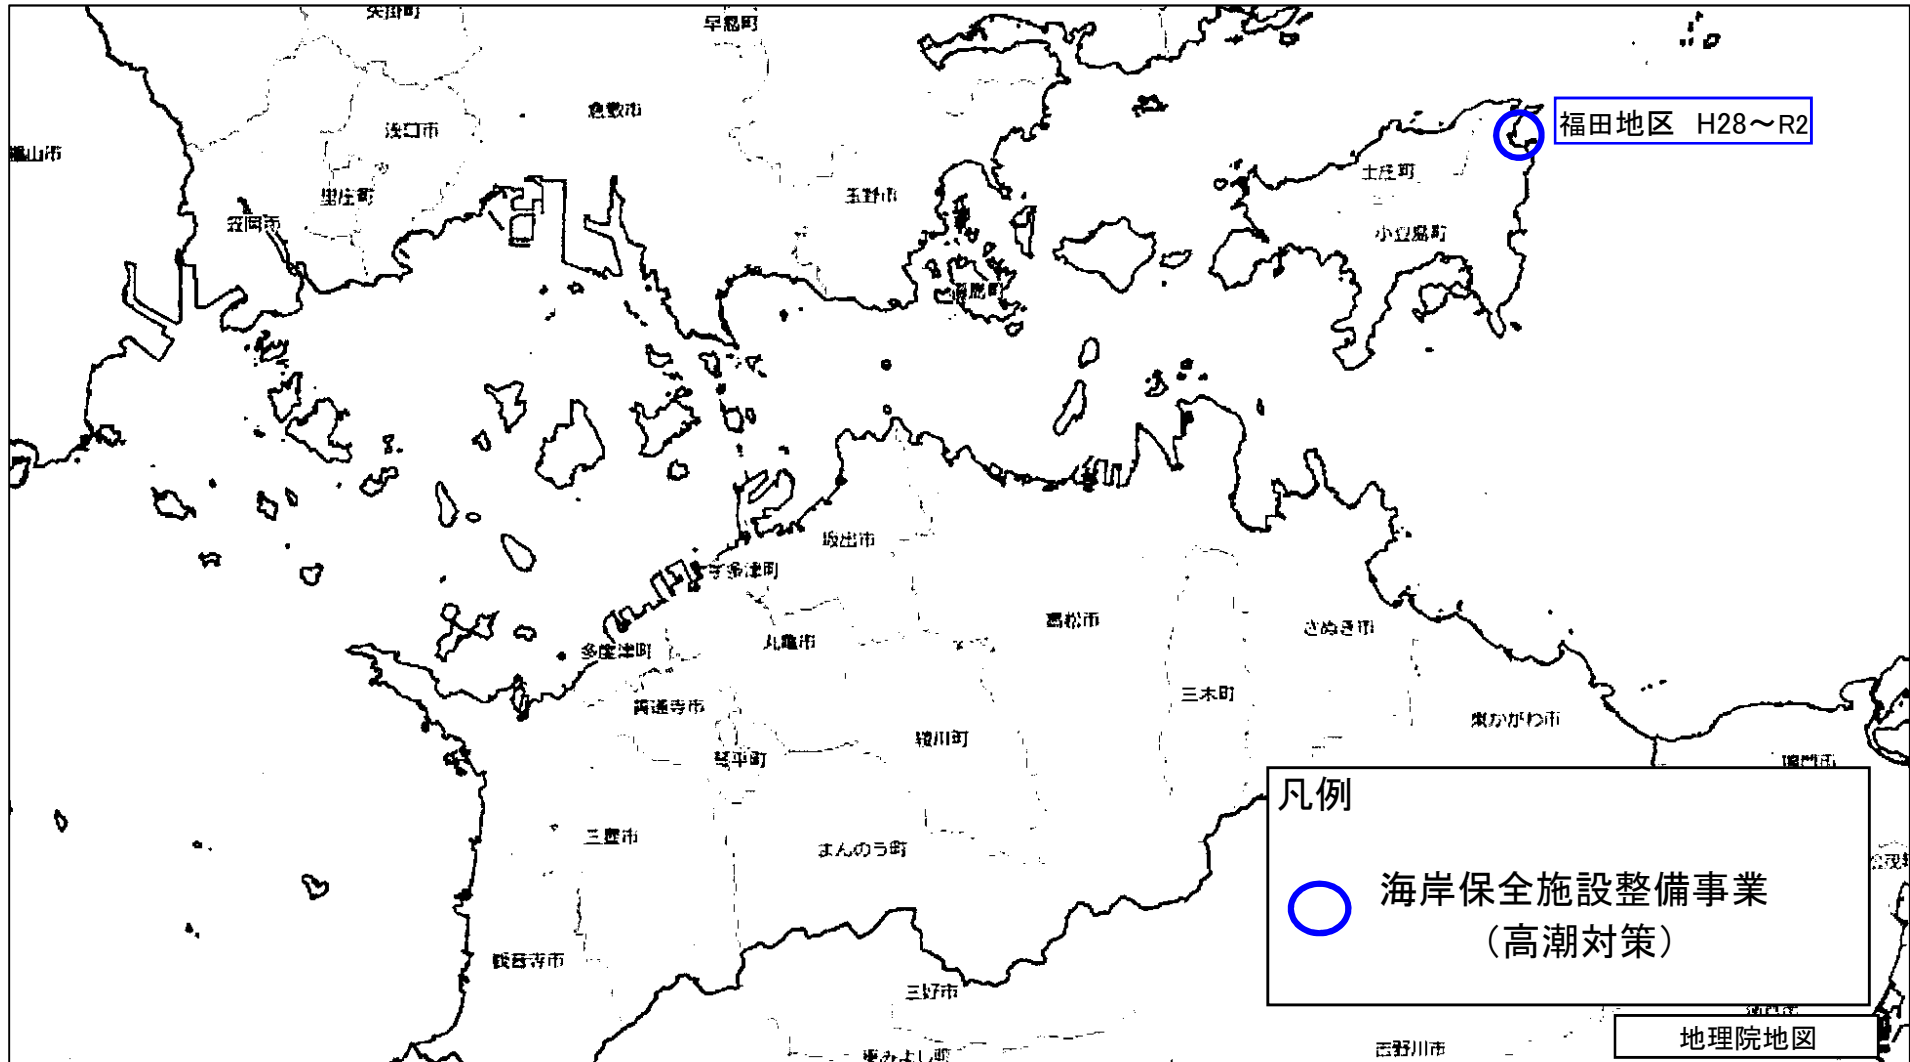 矢掛町
早島町
倉敷市
浅口市
福田地区　H28～R2
福山市
土庄町
里庄町
玉野市
笠岡市
小豆島町
直島町
坂出市
宇多津町
高松市
さぬき市
丸亀市
多度津町
三木町
善通寺市
東かがわ市
綾川町
琴平町
鳴門市
凡例
三豊市
まんのう町
海岸保全施設整備事業
（高潮対策）
観音寺市
三好市
地理院地図
東みよし町
吉野川市